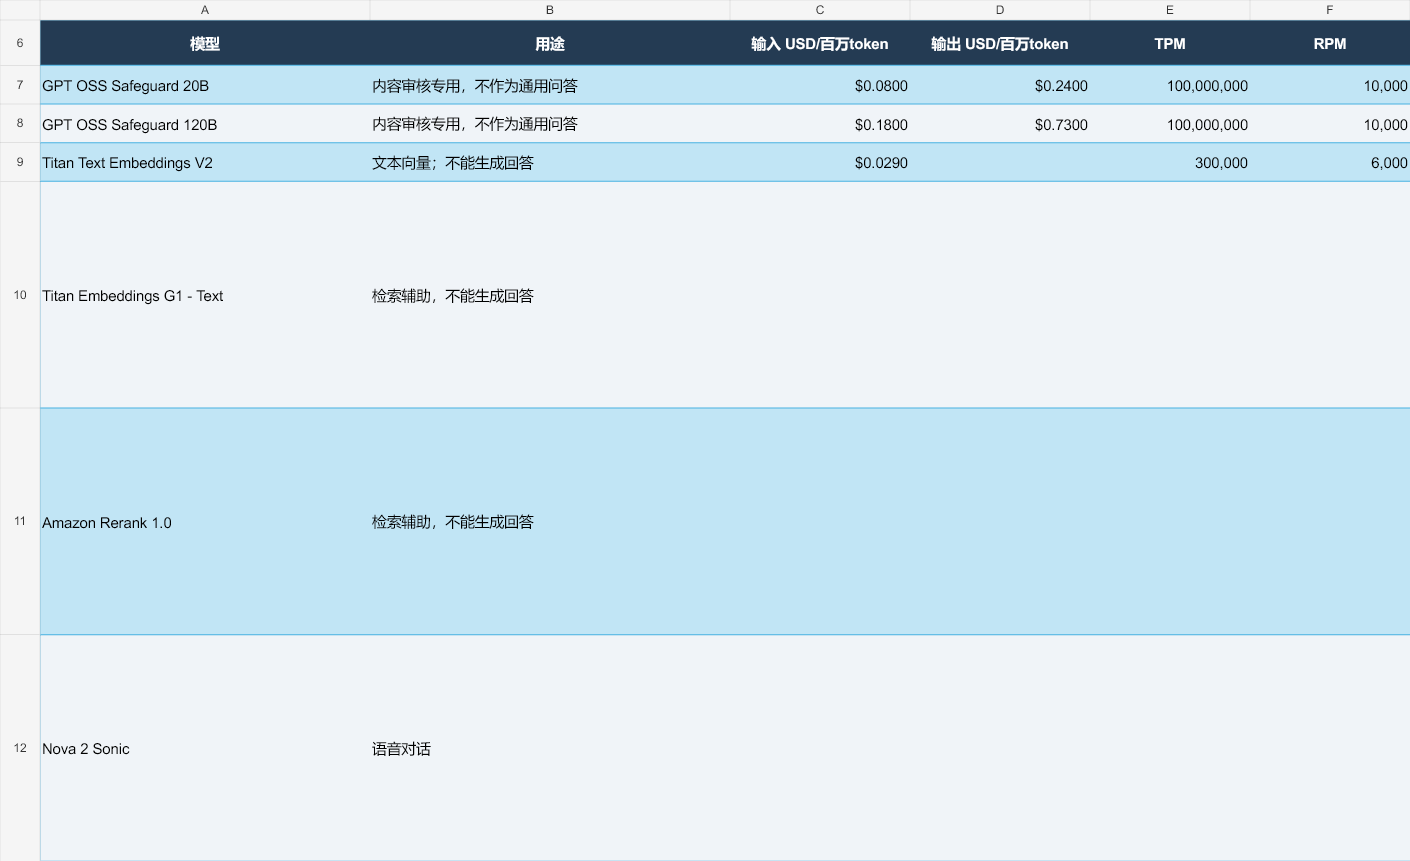 A B C D E F
6 模型 用途 输入 USD/百万token 输出 USD/百万token TPM RPM
7 GPT OSS Safeguard 20B 内容审核专用，不作为通用问答 $0.0800 $0.2400 100,000,000 10,000
8 GPT OSS Safeguard 120B 内容审核专用，不作为通用问答 $0.1800 $0.7300 100,000,000 10,000
9 Titan Text Embeddings V2 文本向量；不能生成回答 $0.0290 300,000 6,000
10 Titan Embeddings G1 - Text 检索辅助，不能生成回答
11 Amazon Rerank 1.0 检索辅助，不能生成回答
12 Nova 2 Sonic 语音对话